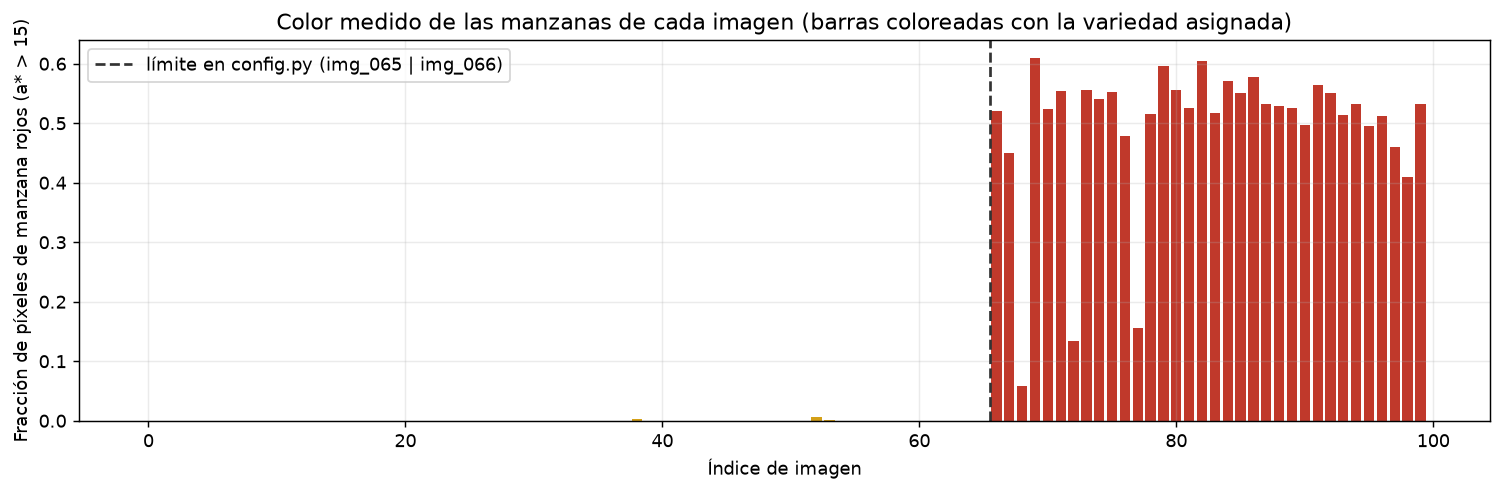 Color medido de las manzanas de cada imagen (barras coloreadas con la variedad asignada)
límite en config.py (img_065 | img_066)
Fracción de píxeles de manzana rojos (a* > 15)
0.6
0.5
0.4
0.3
0.2
0.1
0.0
0 20 40 60 80 100
Índice de imagen